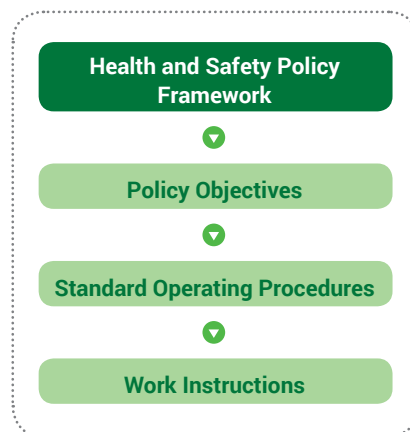 Health and Safety Policy
Framework
Policy Objectives
Standard Operating Procedures
Work Instructions